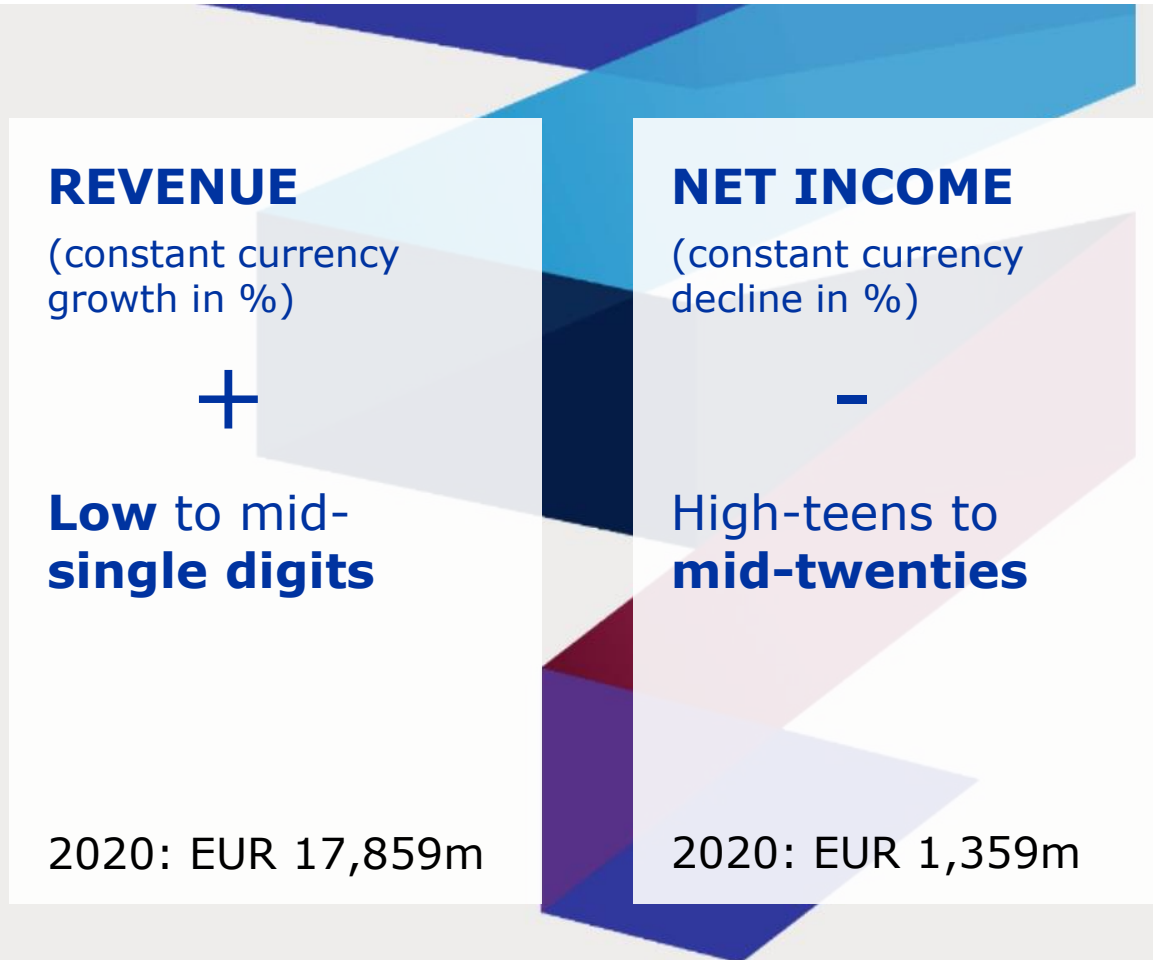 REVENUE
(constant currency
growth in %)
+
Low to mid-
single digits
2020: EUR 17,859m
NET INCOME
(constant currency
decline in %)
-
High-teens to
mid-twenties
2020: EUR 1,359m